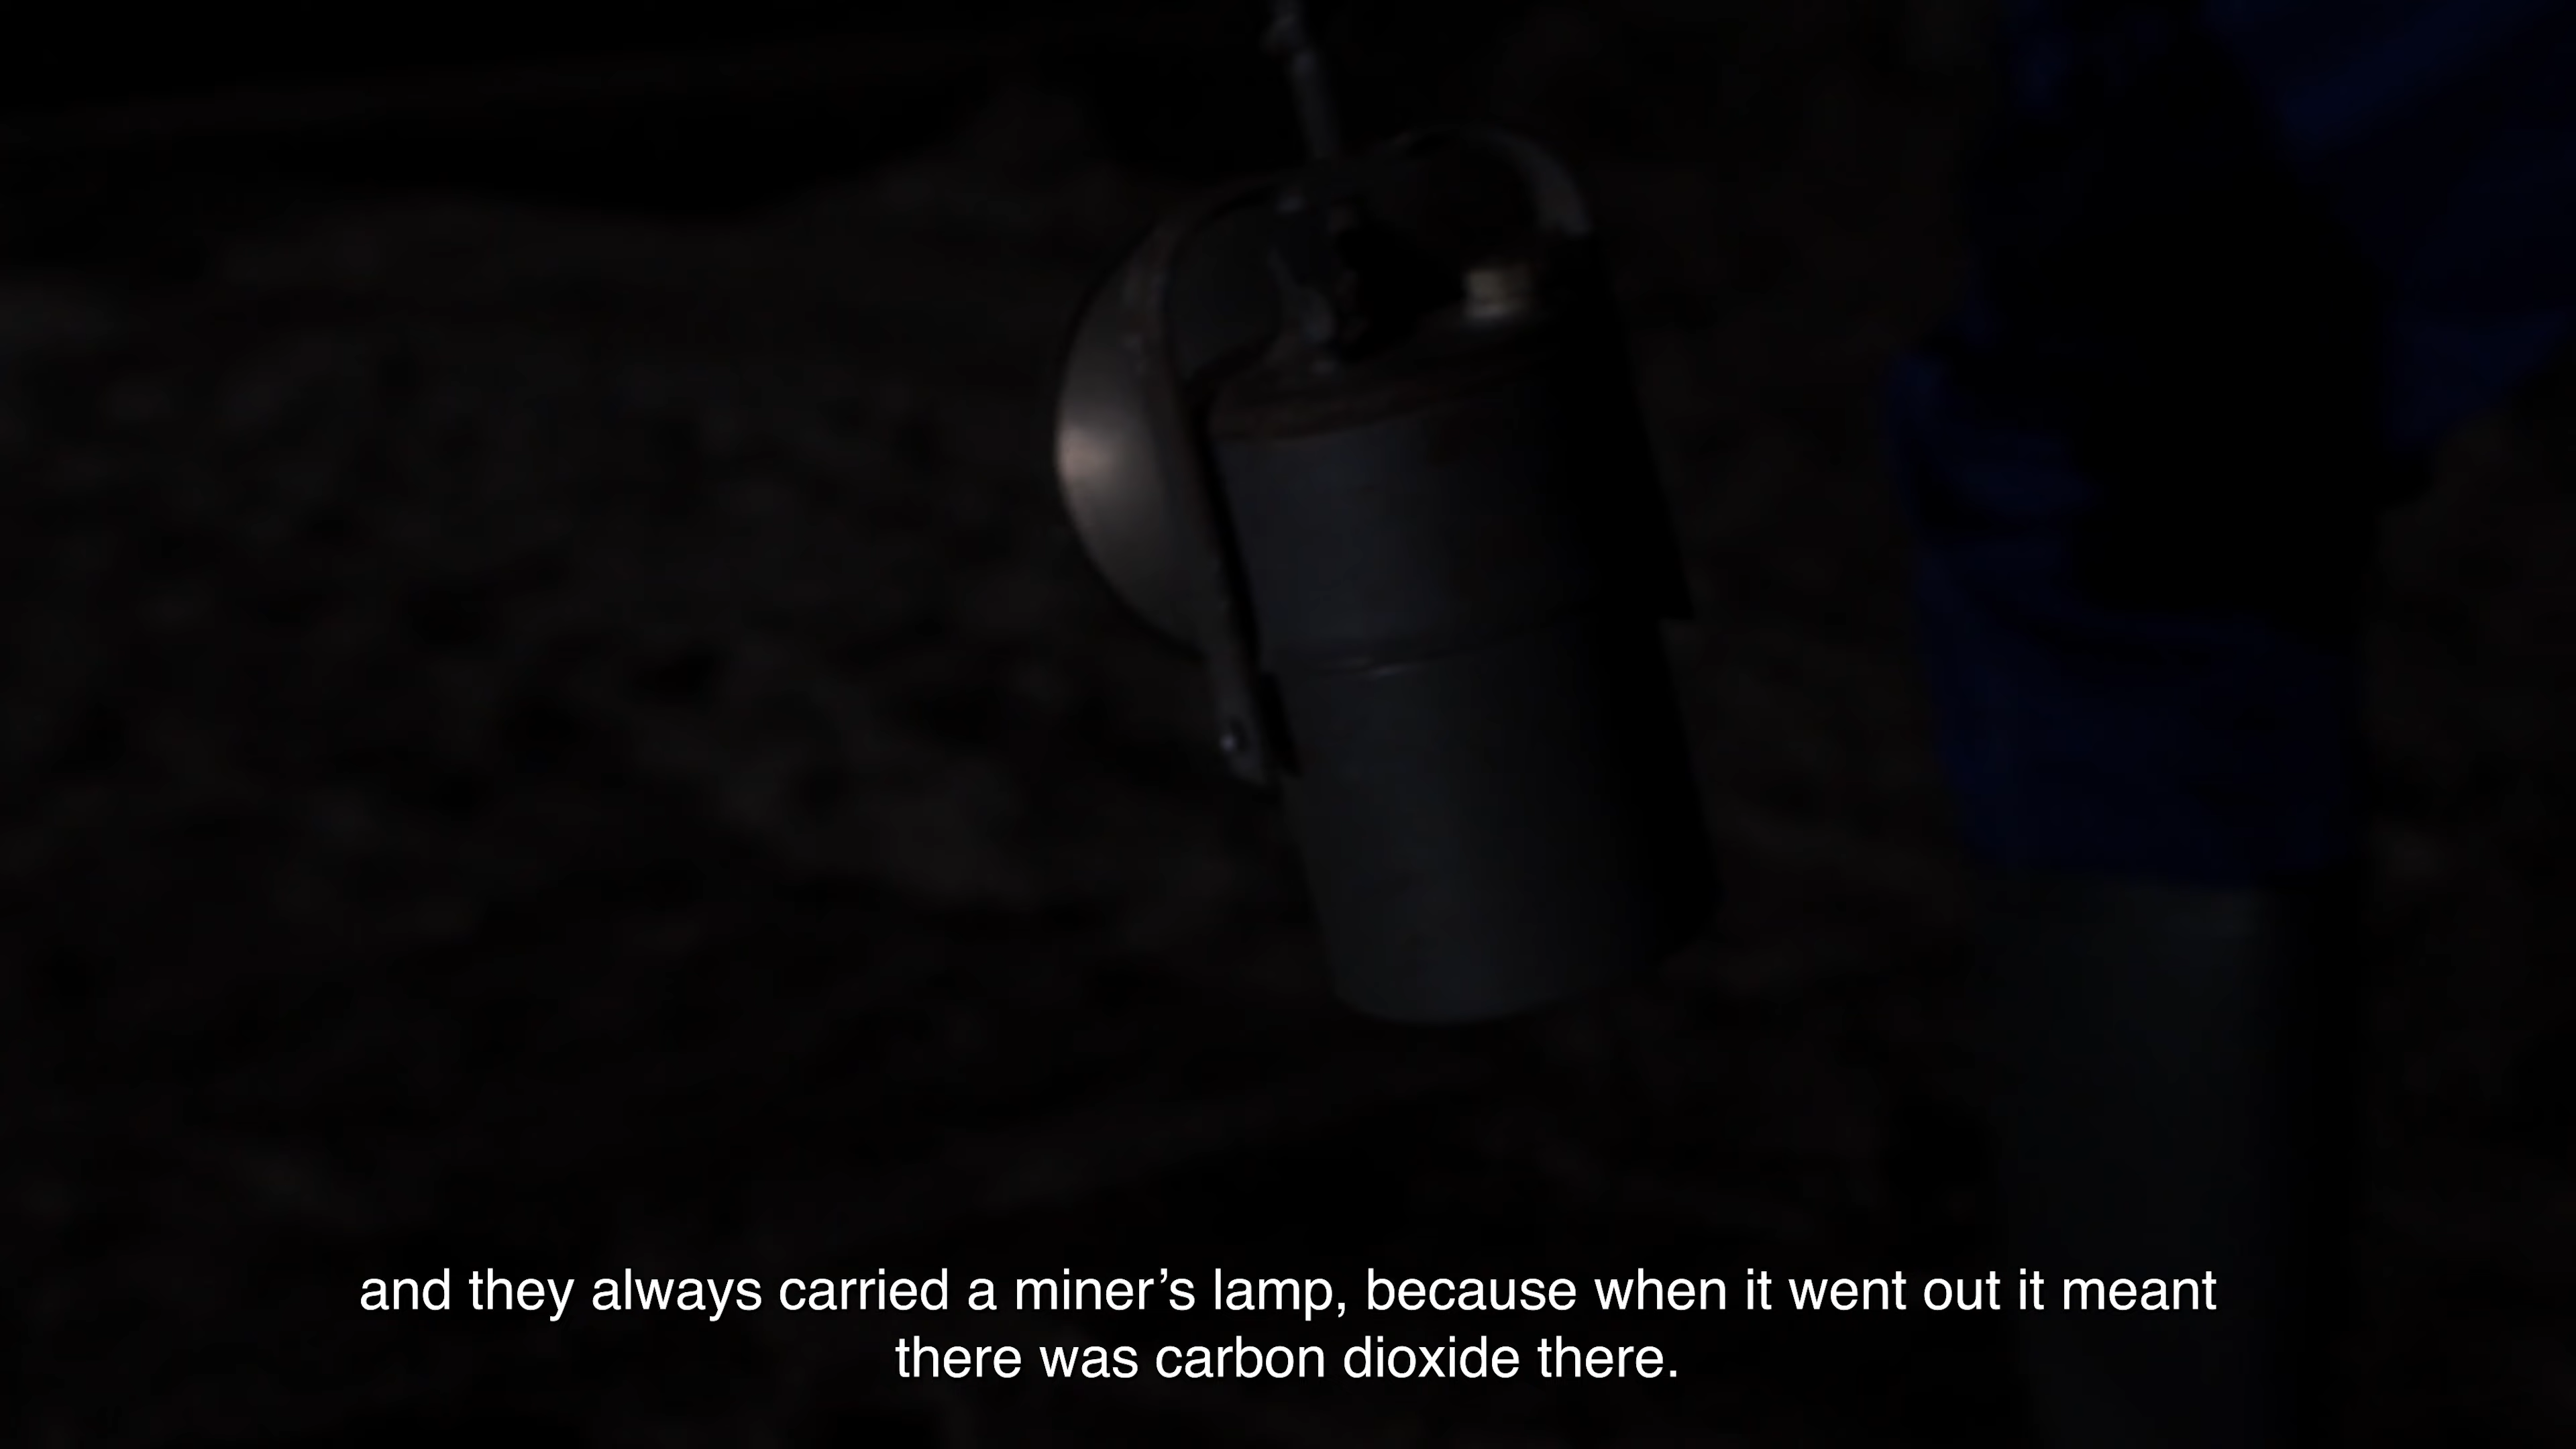 and they always carried a miner’s lamp, because when it went out it meant
there was carbon dioxide there.